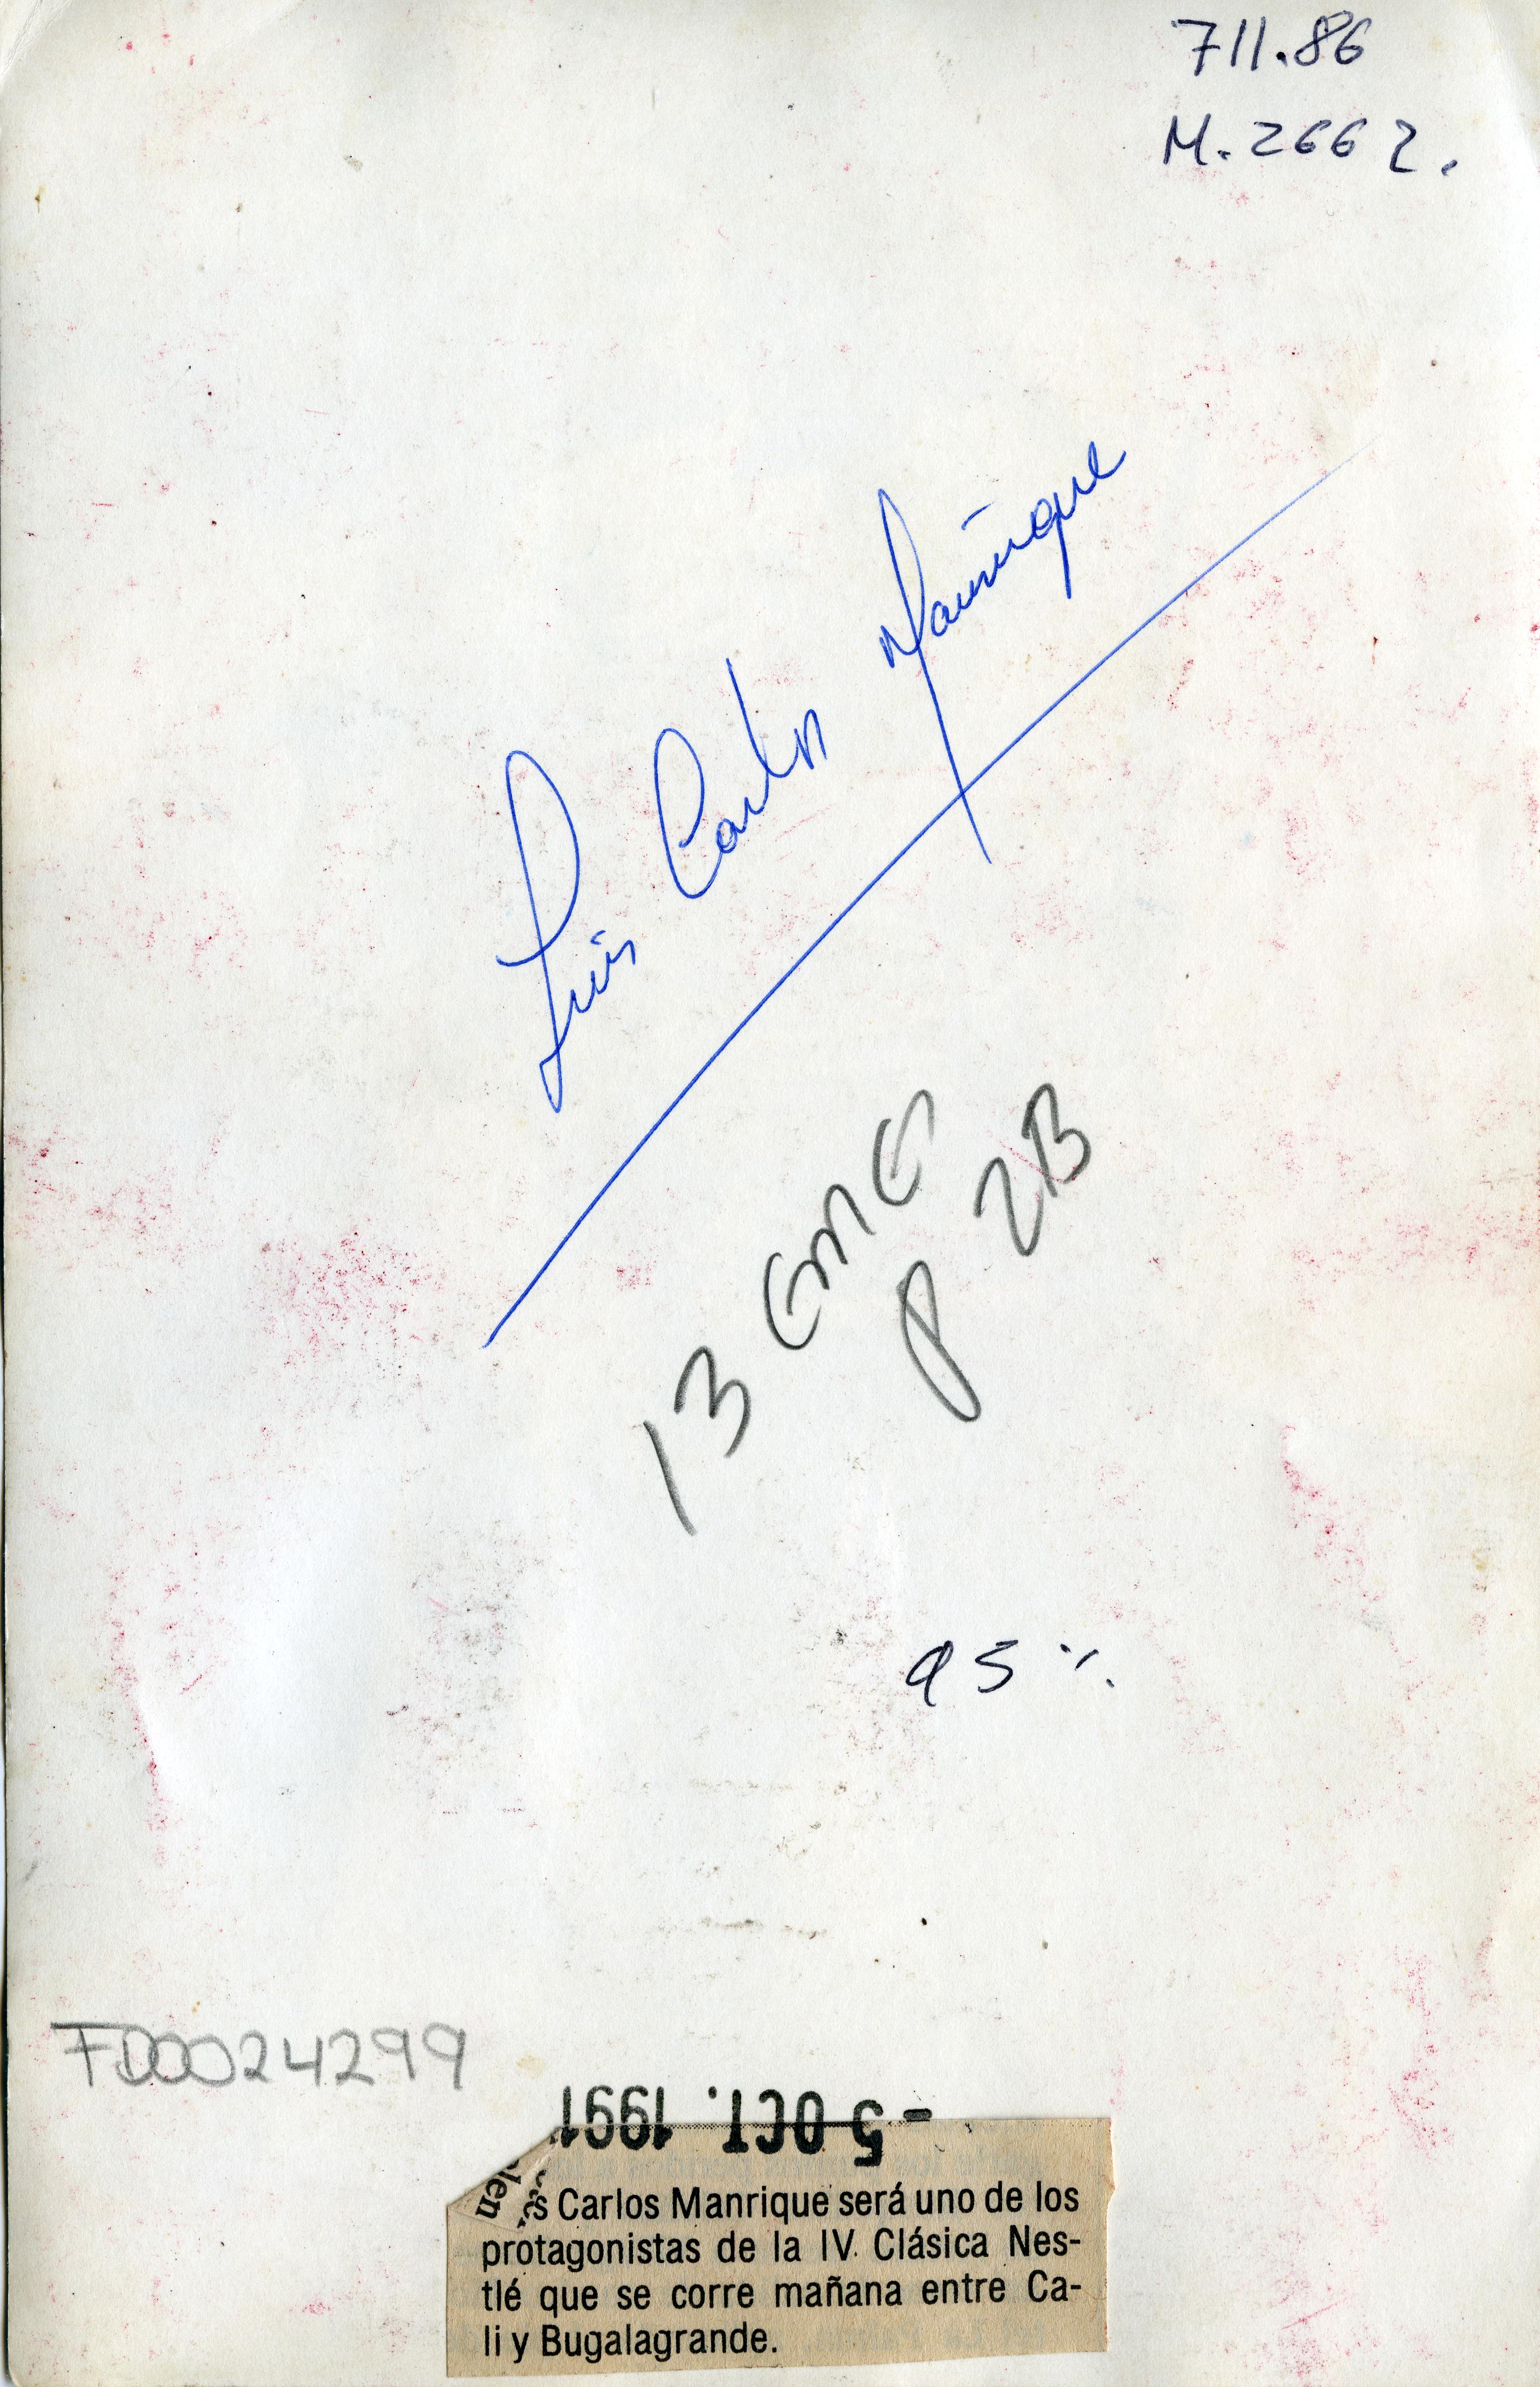 711.86
M. 2662.
Luis Carlos Manrique
13 cms
P 2B
95 %.
FD0024299
- 5 OCT. 1991
s Carlos Manrique será uno de los
protagonistas de la IV Clásica Nes-
tlé que se corre mañana entre Ca-
li y Bugalagrande.